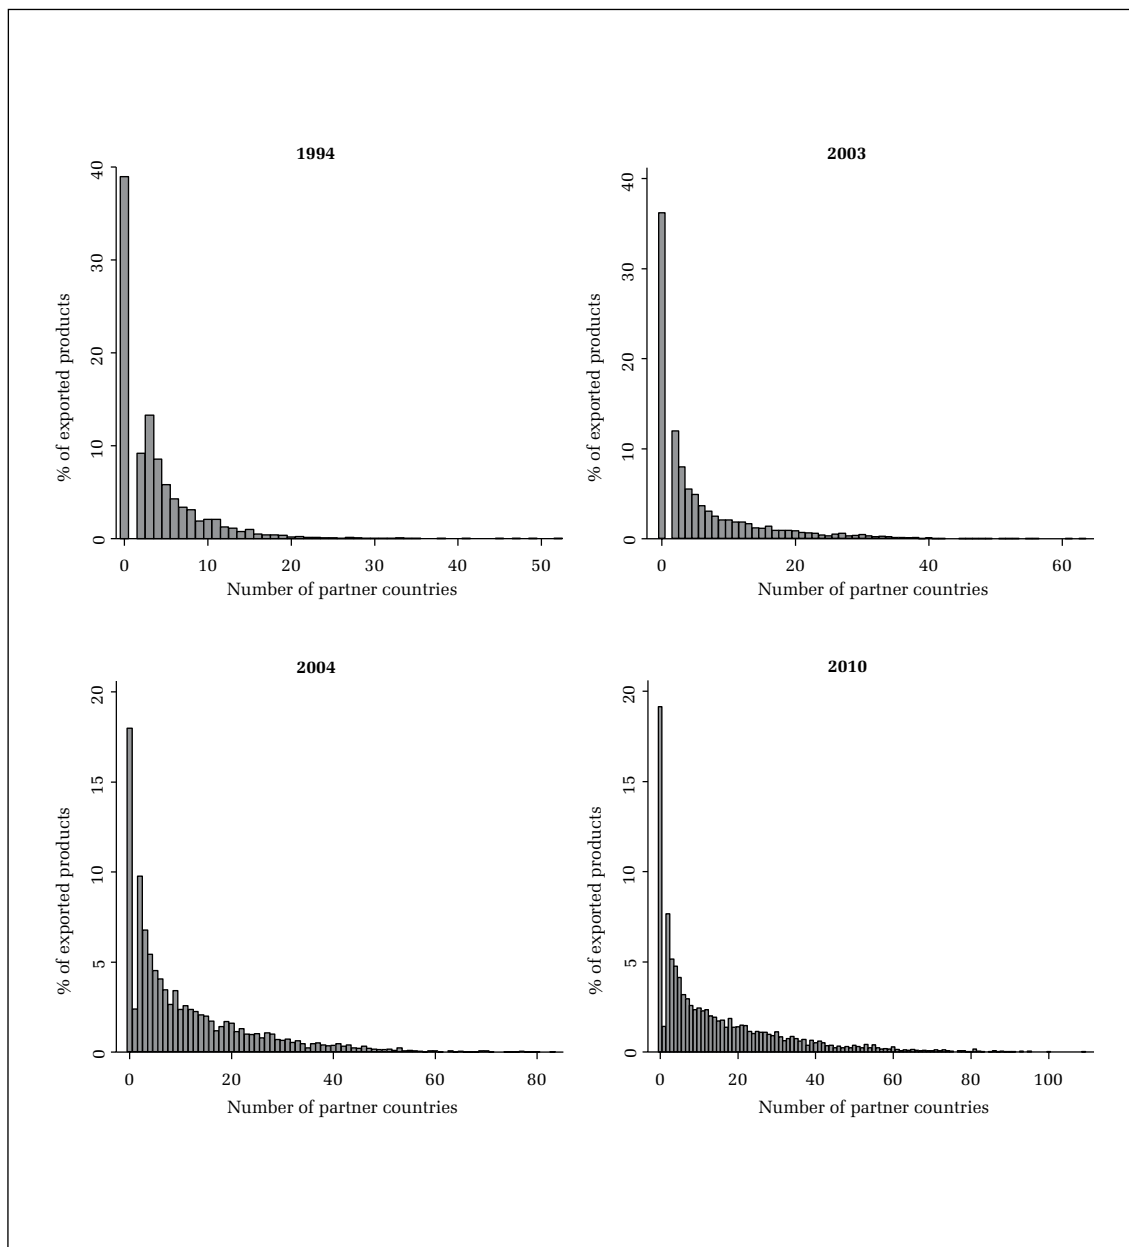 1994
40
30
20
10
0
% of exported products
0 10 20 30 40 50
Number of partner countries
2003
40
30
20
10
0
% of exported products
0 20 40 60
Number of partner countries
2004
20
15
10
5
0
% of exported products
0 20 40 60 80
Number of partner countries
2010
20
15
10
5
0
% of exported products
0 20 40 60 80 100
Number of partner countries